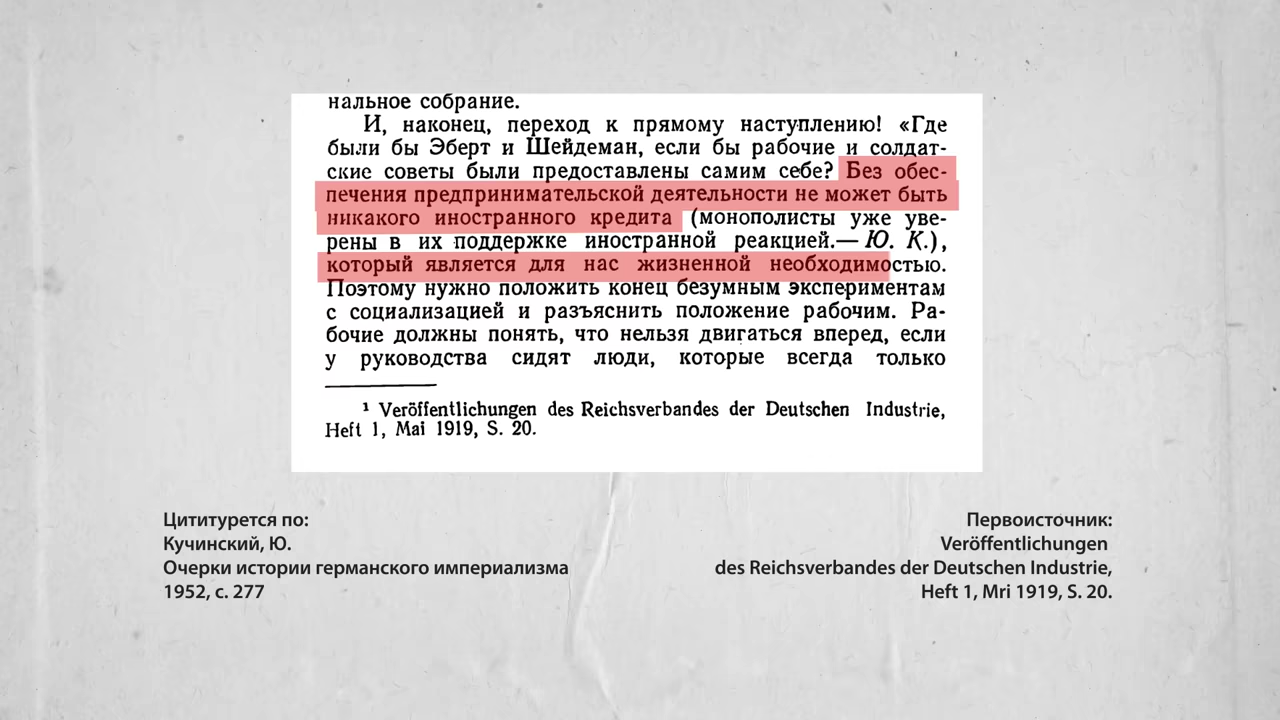 нальное собрание.
И, наконец, переход к прямому наступлению! «Где
были бы Эберт и Шейдеман, если бы рабочие и солдат-
ские советы были предоставлены самим себе? Без обес-
печения предпринимательской деятельности не может быть
никакого иностранного кредита (монополисты уже уве-
рены в их поддержке иностранной реакцией.— Ю. К.),
который является для нас жизненной необходимостью.
Поэтому нужно положить конец безумным экспериментам
с социализацией и разъяснить положение рабочим. Ра-
бочие должны понять, что нельзя двигаться вперед, если
у руководства сидят люди, которые всегда только
¹ Veröffentlichungen des Reichsverbandes der Deutschen Industrie,
Heft 1, Mai 1919, S. 20.
Цититурется по:
Кучинский, Ю.
Очерки истории германского империализма
1952, с. 277
Первоисточник:
Veröffentlichungen
des Reichsverbandes der Deutschen Industrie,
Heft 1, Mri 1919, S. 20.